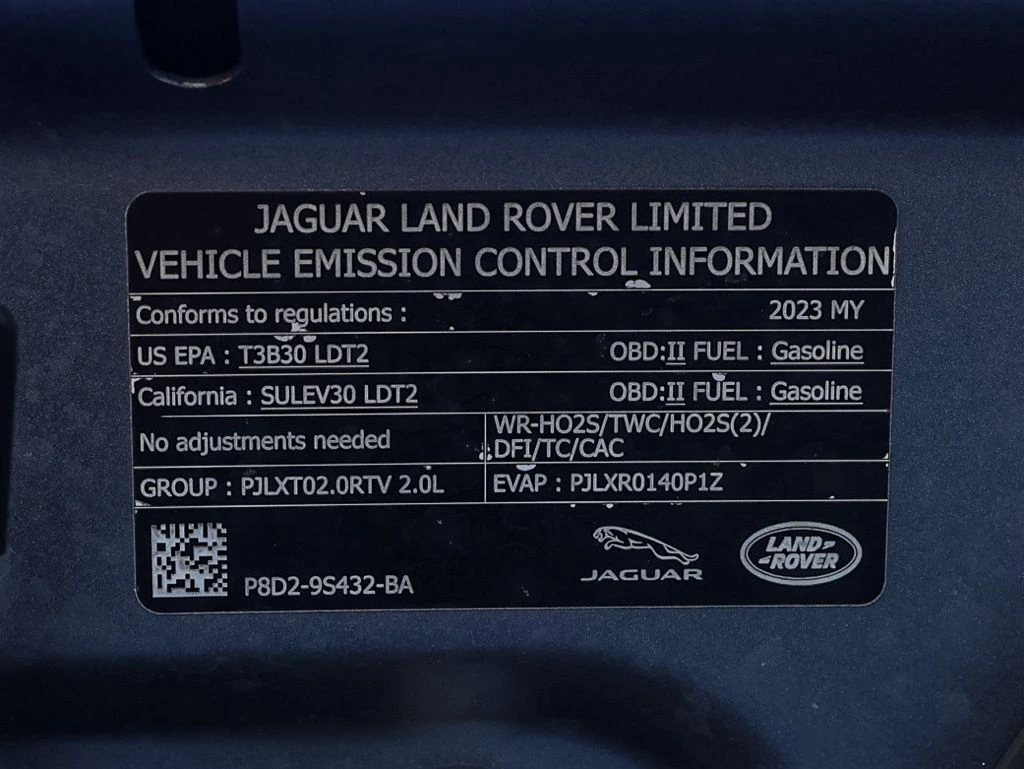 JAGUAR LAND ROVER LIMITED
VEHICLE EMISSION CONTROL INFORMATION
Conforms to regulations : 2023 MY
US EPA : T3B30 LDT2 OBD:II FUEL : Gasoline
California : SULEV30 LDT2 OBD:II FUEL : Gasoline
No adjustments needed
WR-HO2S/TWC/HO2S(2)/
DFI/TC/CAC
GROUP : PJLXT02.0RTV 2.0L EVAP : PJLXR0140P1Z
P8D2-9S432-BA
JAGUAR
LAND-
-ROVER